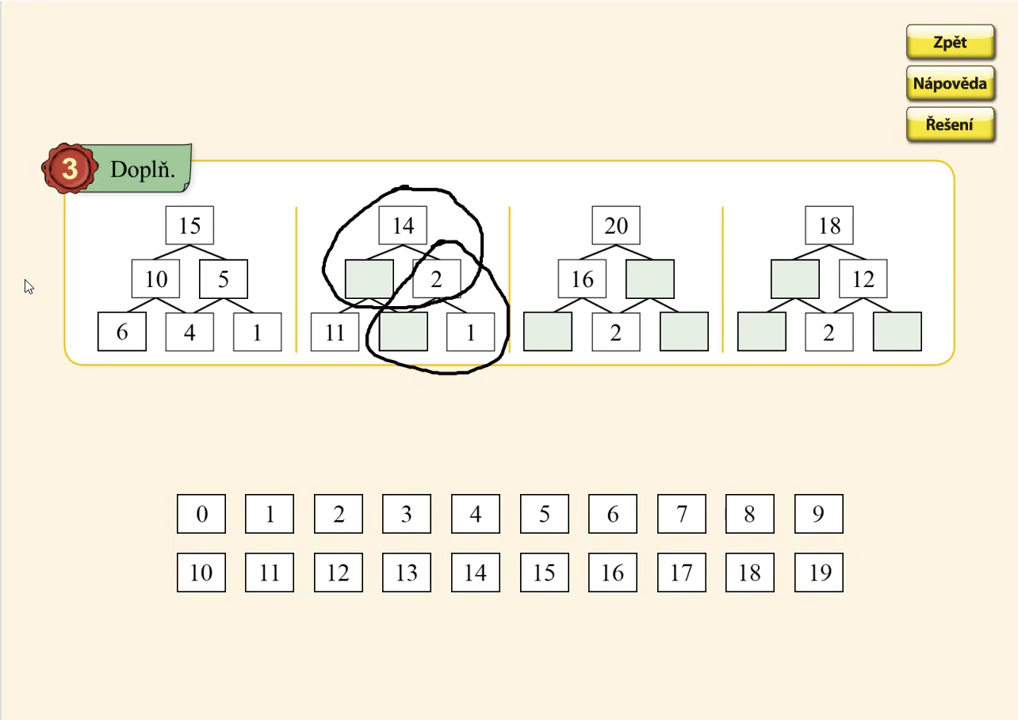 Zpět
Nápověda
Řešení
3 Doplň.
15 14 20 18
10 5 2 16 12
6 4 1 11 1 2 2
0 1 2 3 4 5 6 7 8 9
10 11 12 13 14 15 16 17 18 19